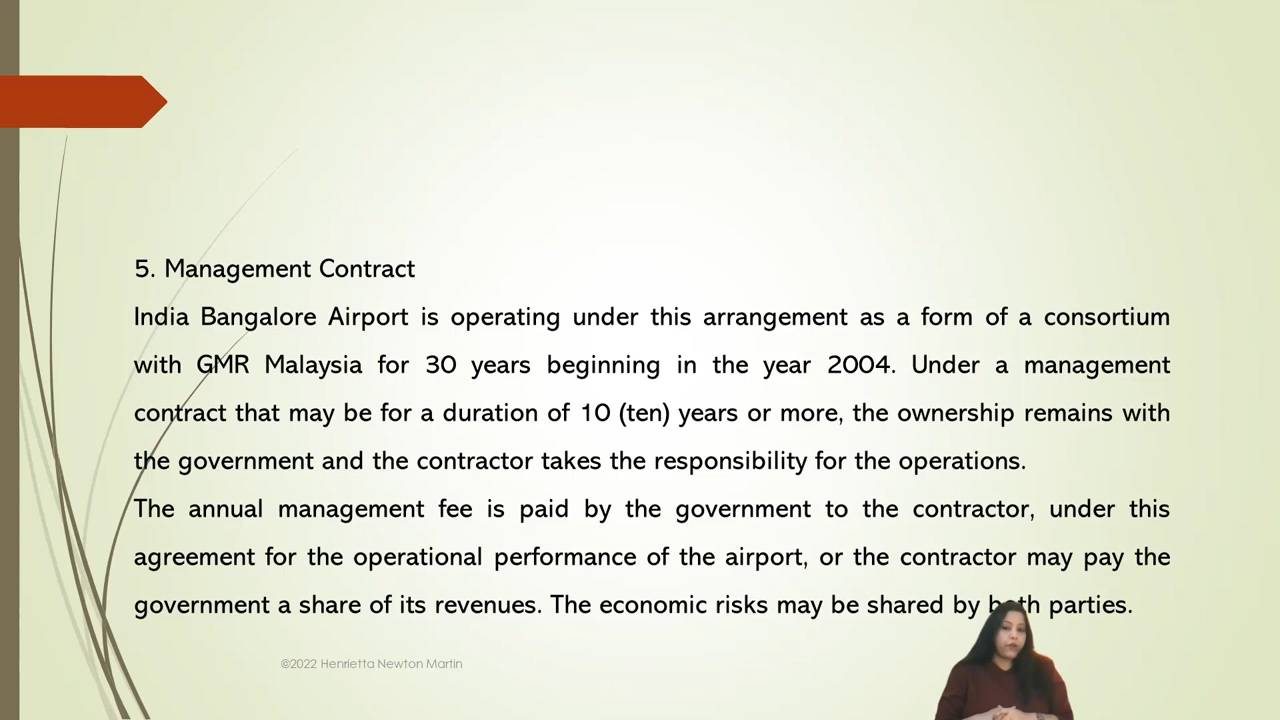 5. Management Contract
India Bangalore Airport is operating under this arrangement as a form of a consortium
with GMR Malaysia for 30 years beginning in the year 2004. Under a management
contract that may be for a duration of 10 (ten) years or more, the ownership remains with
the government and the contractor takes the responsibility for the operations.
The annual management fee is paid by the government to the contractor, under this
agreement for the operational performance of the airport, or the contractor may pay the
government a share of its revenues. The economic risks may be shared by both parties.
©2022 Henrietta Newton Martin